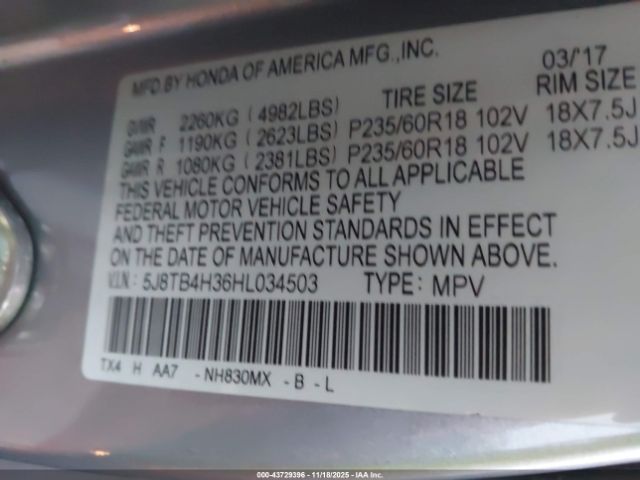 MFD.BY HONDA OF AMERICA MFG.,INC. 03/'17
GVWR 2260KG ( 4982LBS) TIRE SIZE RIM SIZE
GAWR F 1190KG ( 2623LBS) P235/60R18 102V 18X7.5J
GAWR R 1080KG ( 2381LBS) P235/60R18 102V 18X7.5J
THIS VEHICLE CONFORMS TO ALL APPLICABLE
FEDERAL MOTOR VEHICLE SAFETY
AND THEFT PREVENTION STANDARDS IN EFFECT
ON THE DATE OF MANUFACTURE SHOWN ABOVE.
V.I.N.: 5J8TB4H36HL034503 TYPE: MPV
TX4 H AA7 - NH830MX - B - L
000-43729396 - 11/18/2025 - IAA Inc.